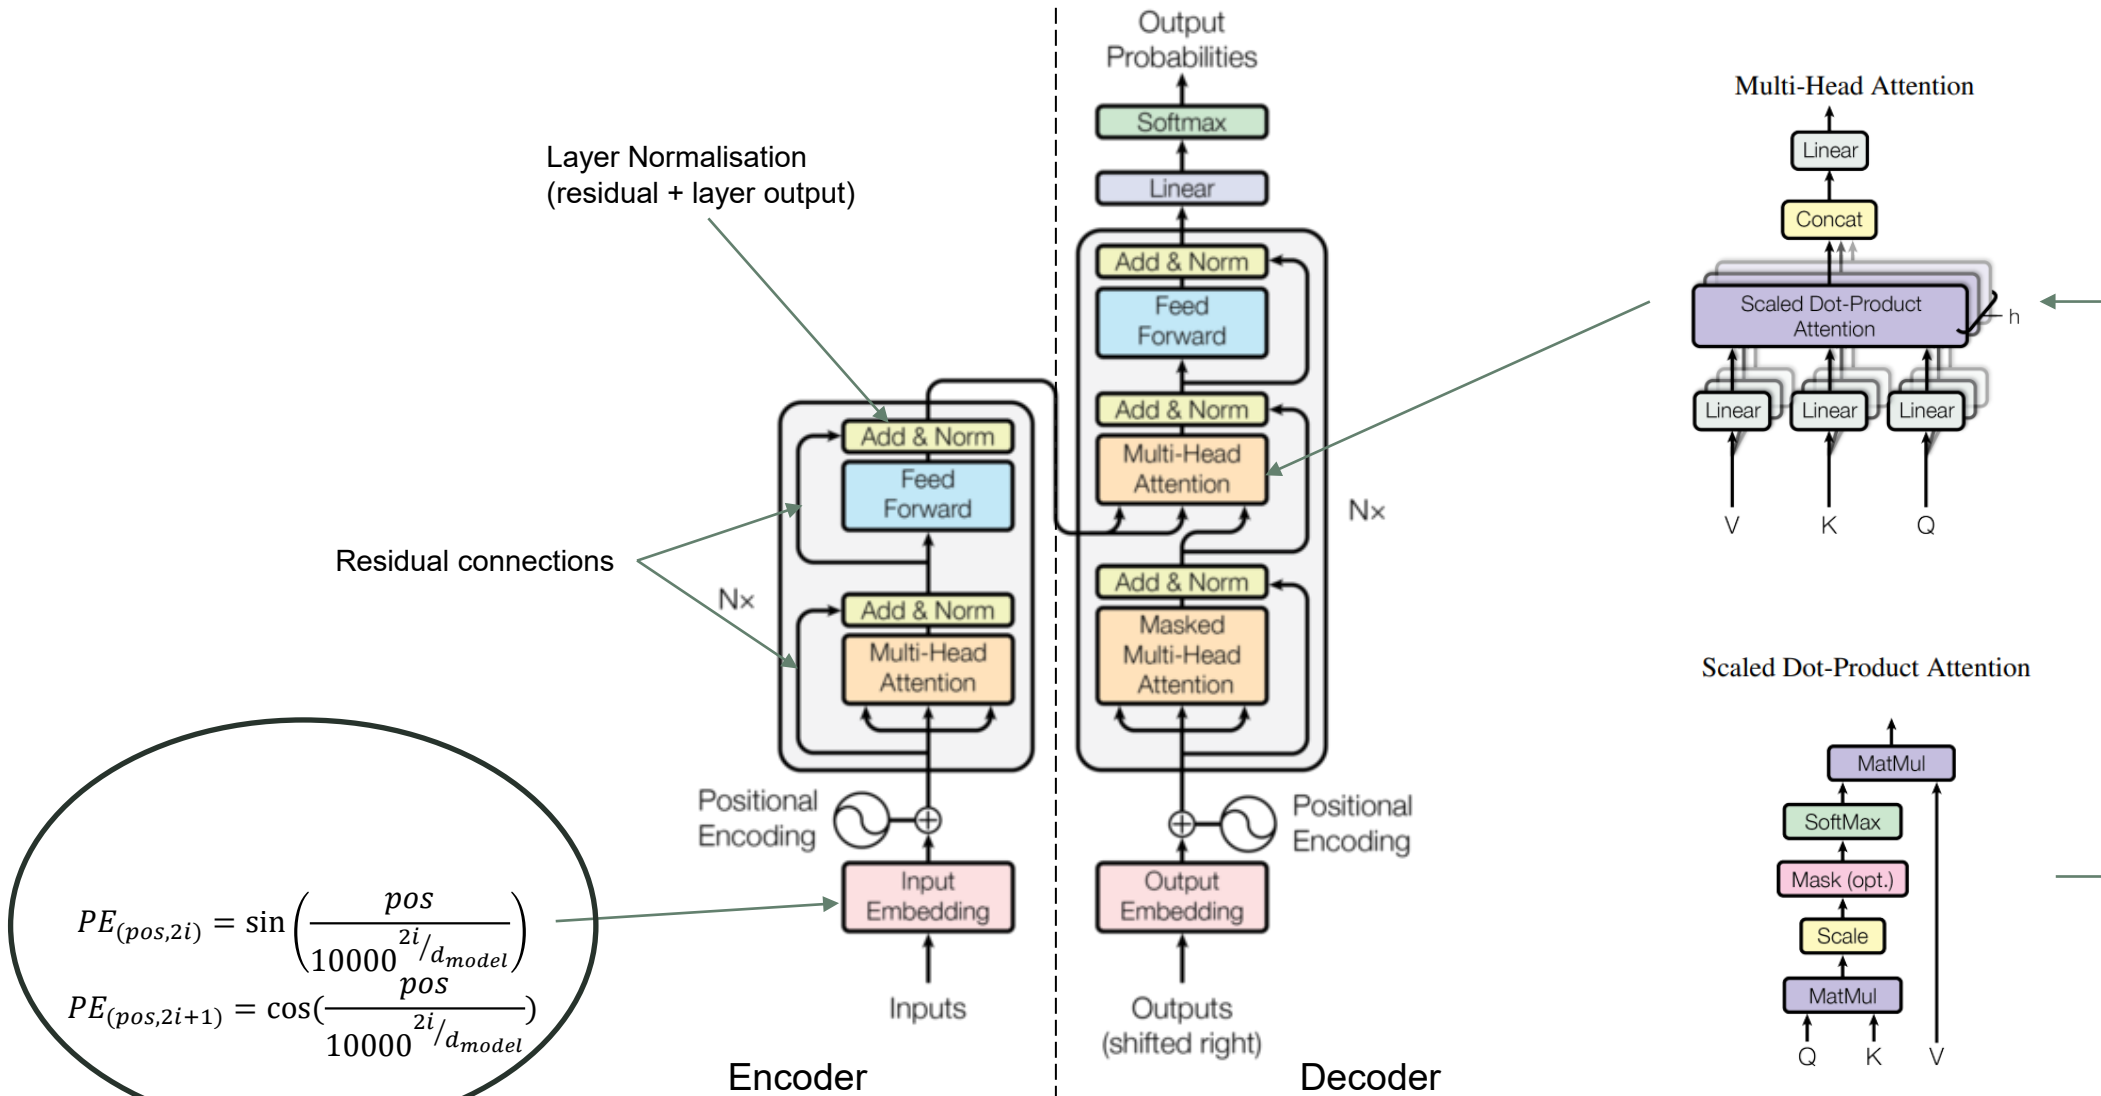 Output
Probabilities
Softmax
Linear
Add & Norm
Feed
Forward
Add & Norm
Multi-Head
Attention
Add & Norm
Masked
Multi-Head
Attention
Nx
Positional
Encoding
Output
Embedding
Outputs
(shifted right)
Decoder
Layer Normalisation
(residual + layer output)
Add & Norm
Feed
Forward
Residual connections
Nx
Add & Norm
Multi-Head
Attention
Positional
Encoding
Input
Embedding
Inputs
Encoder
PE(pos,2i) = sin(pos / 10000^2i/d_model)
PE(pos,2i+1) = cos(pos / 10000^2i/d_model)
Multi-Head Attention
Linear
Concat
Scaled Dot-Product
Attention
h
Linear Linear Linear
V K Q
Scaled Dot-Product Attention
MatMul
SoftMax
Mask (opt.)
Scale
MatMul
Q K V